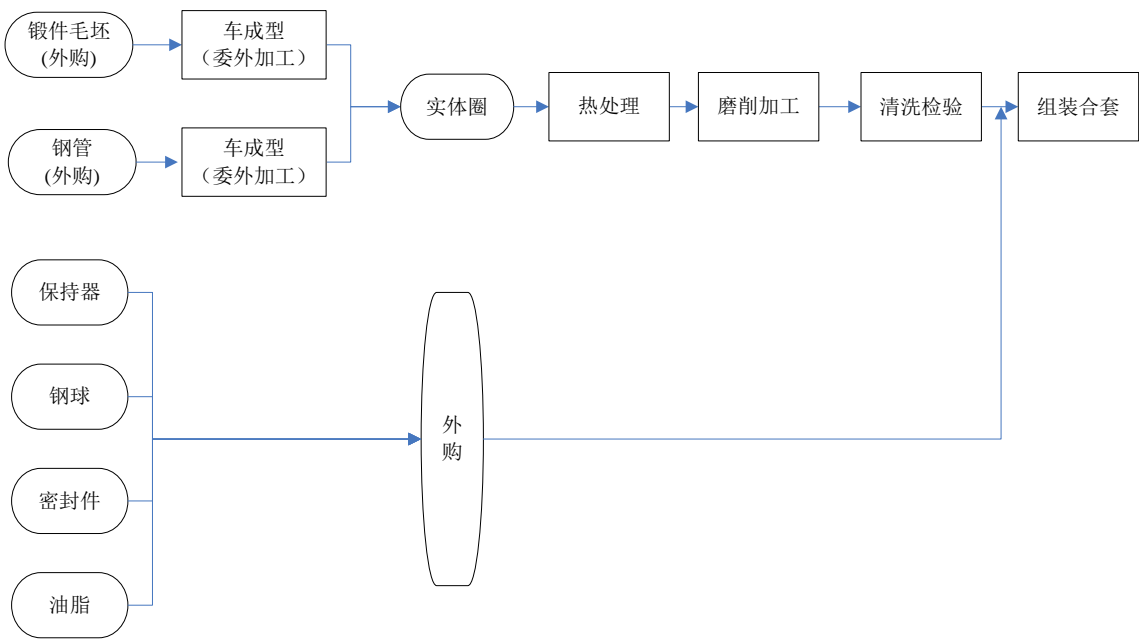 锻件毛坯
(外购)
车成型
（委外加工）
实体圈
热处理
磨削加工
清洗检验
组装合套
钢管
(外购)
车成型
（委外加工）
保持器
钢球
密封件
油脂
外
购